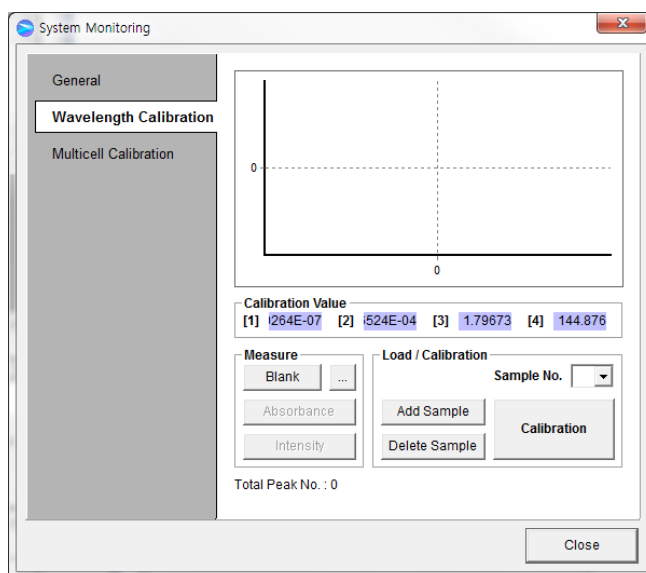 System Monitoring
General
Wavelength Calibration
Multicell Calibration
0
0
Calibration Value
[1] 264E-07 [2] 524E-04 [3] 1.79673 [4] 144.876
Measure
Blank ...
Absorbance
Intensity
Load / Calibration
Sample No.
Add Sample
Delete Sample
Calibration
Total Peak No. : 0
Close